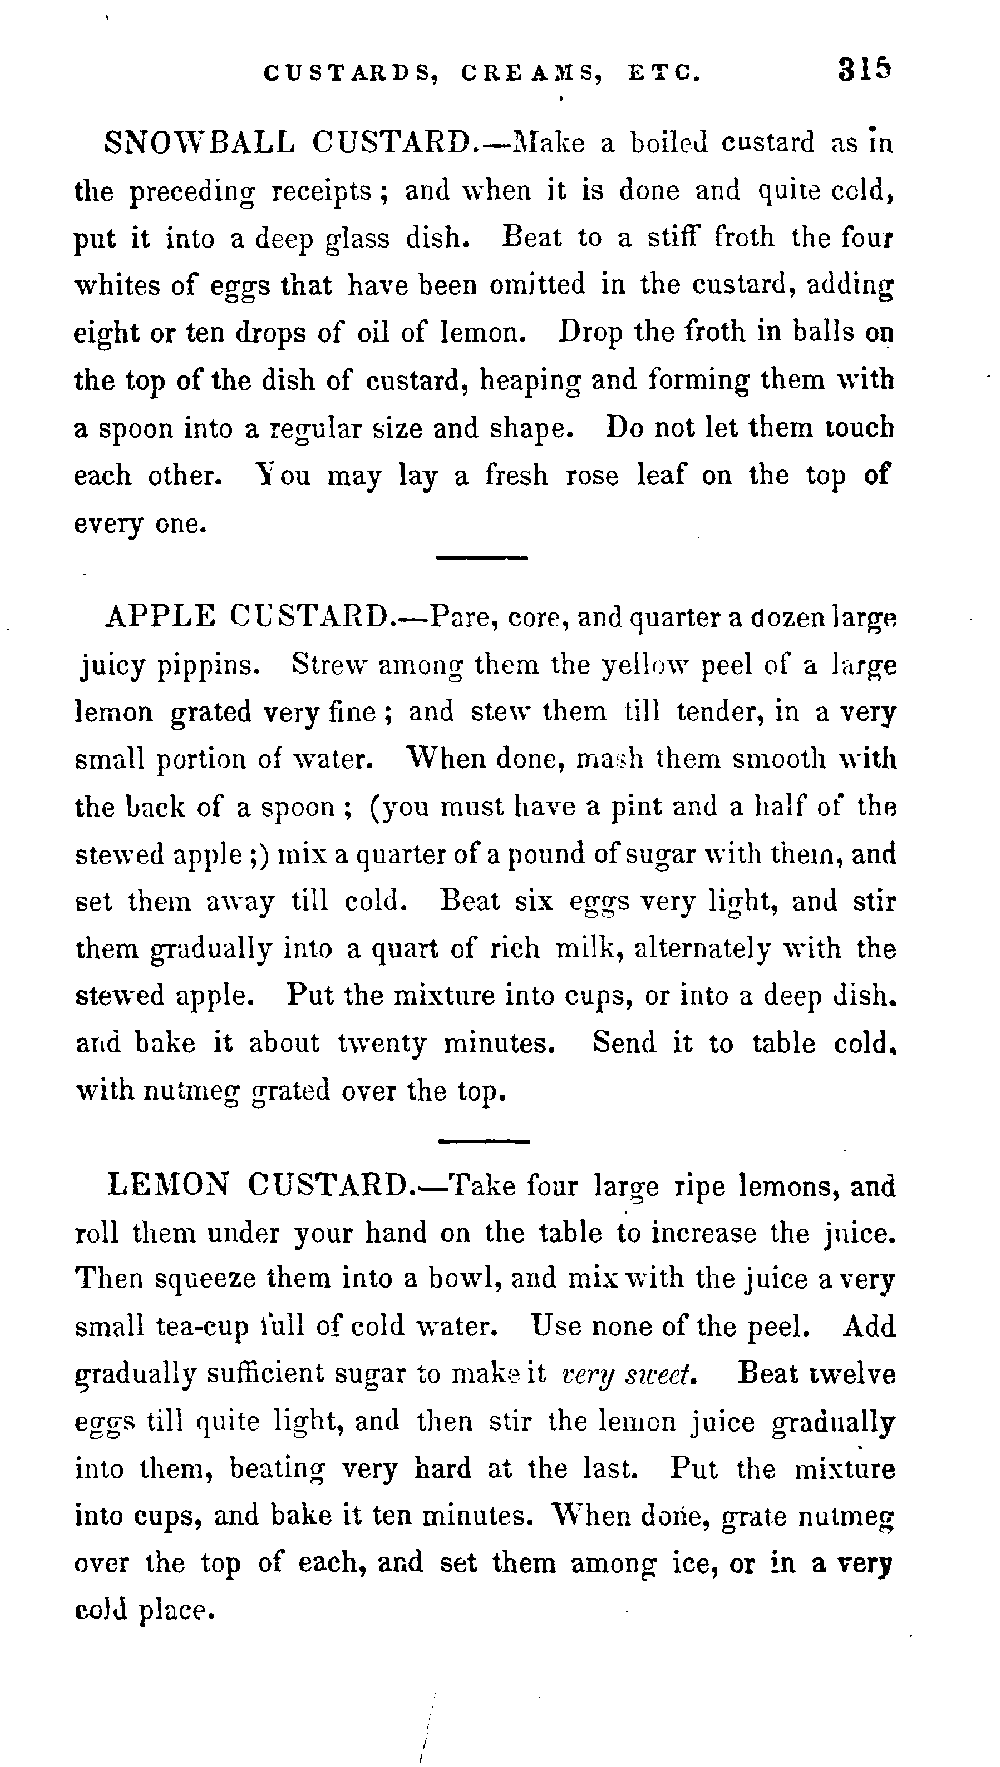 CUSTARDS, CREAMS, ETC. 315
SNOWBALL CUSTARD.—Make a boiled custard as in
the preceding receipts; and when it is done and quite cold,
put it into a deep glass dish. Beat to a stiff froth the four
whites of eggs that have been omitted in the custard, adding
eight or ten drops of oil of lemon. Drop the froth in balls on
the top of the dish of custard, heaping and forming them with
a spoon into a regular size and shape. Do not let them touch
each other. You may lay a fresh rose leaf on the top of
every one.
APPLE CUSTARD.—Pare, core, and quarter a dozen large
juicy pippins. Strew among them the yellow peel of a large
lemon grated very fine; and stew them till tender, in a very
small portion of water. When done, mash them smooth with
the back of a spoon; (you must have a pint and a half of the
stewed apple;) mix a quarter of a pound of sugar with them, and
set them away till cold. Beat six eggs very light, and stir
them gradually into a quart of rich milk, alternately with the
stewed apple. Put the mixture into cups, or into a deep dish.
and bake it about twenty minutes. Send it to table cold,
with nutmeg grated over the top.
LEMON CUSTARD.—Take four large ripe lemons, and
roll them under your hand on the table to increase the juice.
Then squeeze them into a bowl, and mix with the juice a very
small tea-cup full of cold water. Use none of the peel. Add
gradually sufficient sugar to make it very sweet. Beat twelve
eggs till quite light, and then stir the lemon juice gradually
into them, beating very hard at the last. Put the mixture
into cups, and bake it ten minutes. When done, grate nutmeg
over the top of each, and set them among ice, or in a very
cold place.